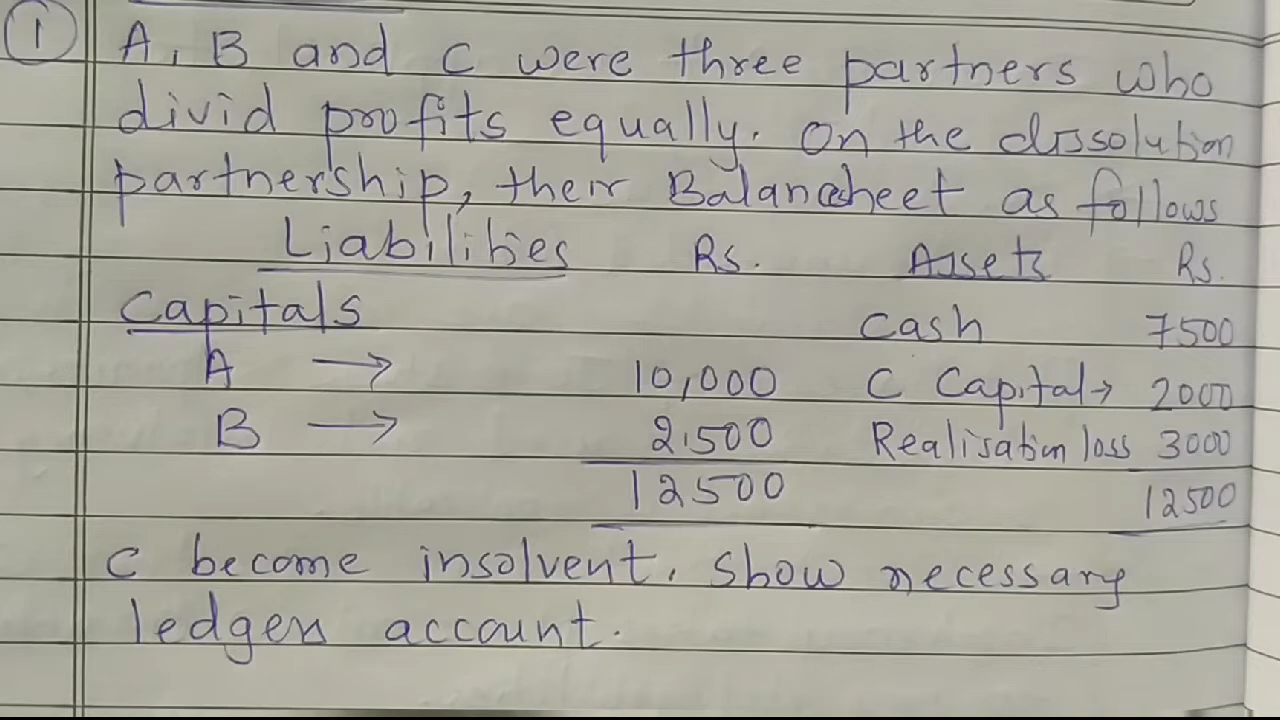 1 A, B and C were three partners who
divid profits equally. On the dissolution
partnership, their Balancesheet as follows
Liabilities Rs. Assets Rs.
Capitals Cash 7500
A → 10,000 C Capital → 2000
B → 2.500 Realisation loss 3000
12500 12500
C become insolvent. Show necessary
ledger account.